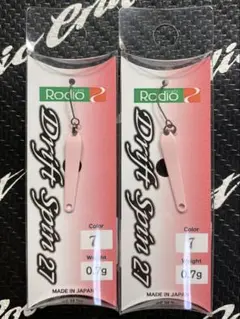 Rodio
Drift Spin 27
Color
7
Weight
0.7g
MADE IN JAPAN
Rodio
Drift Spin 27
Color
7
Weight
0.7g
MADE IN JAPAN